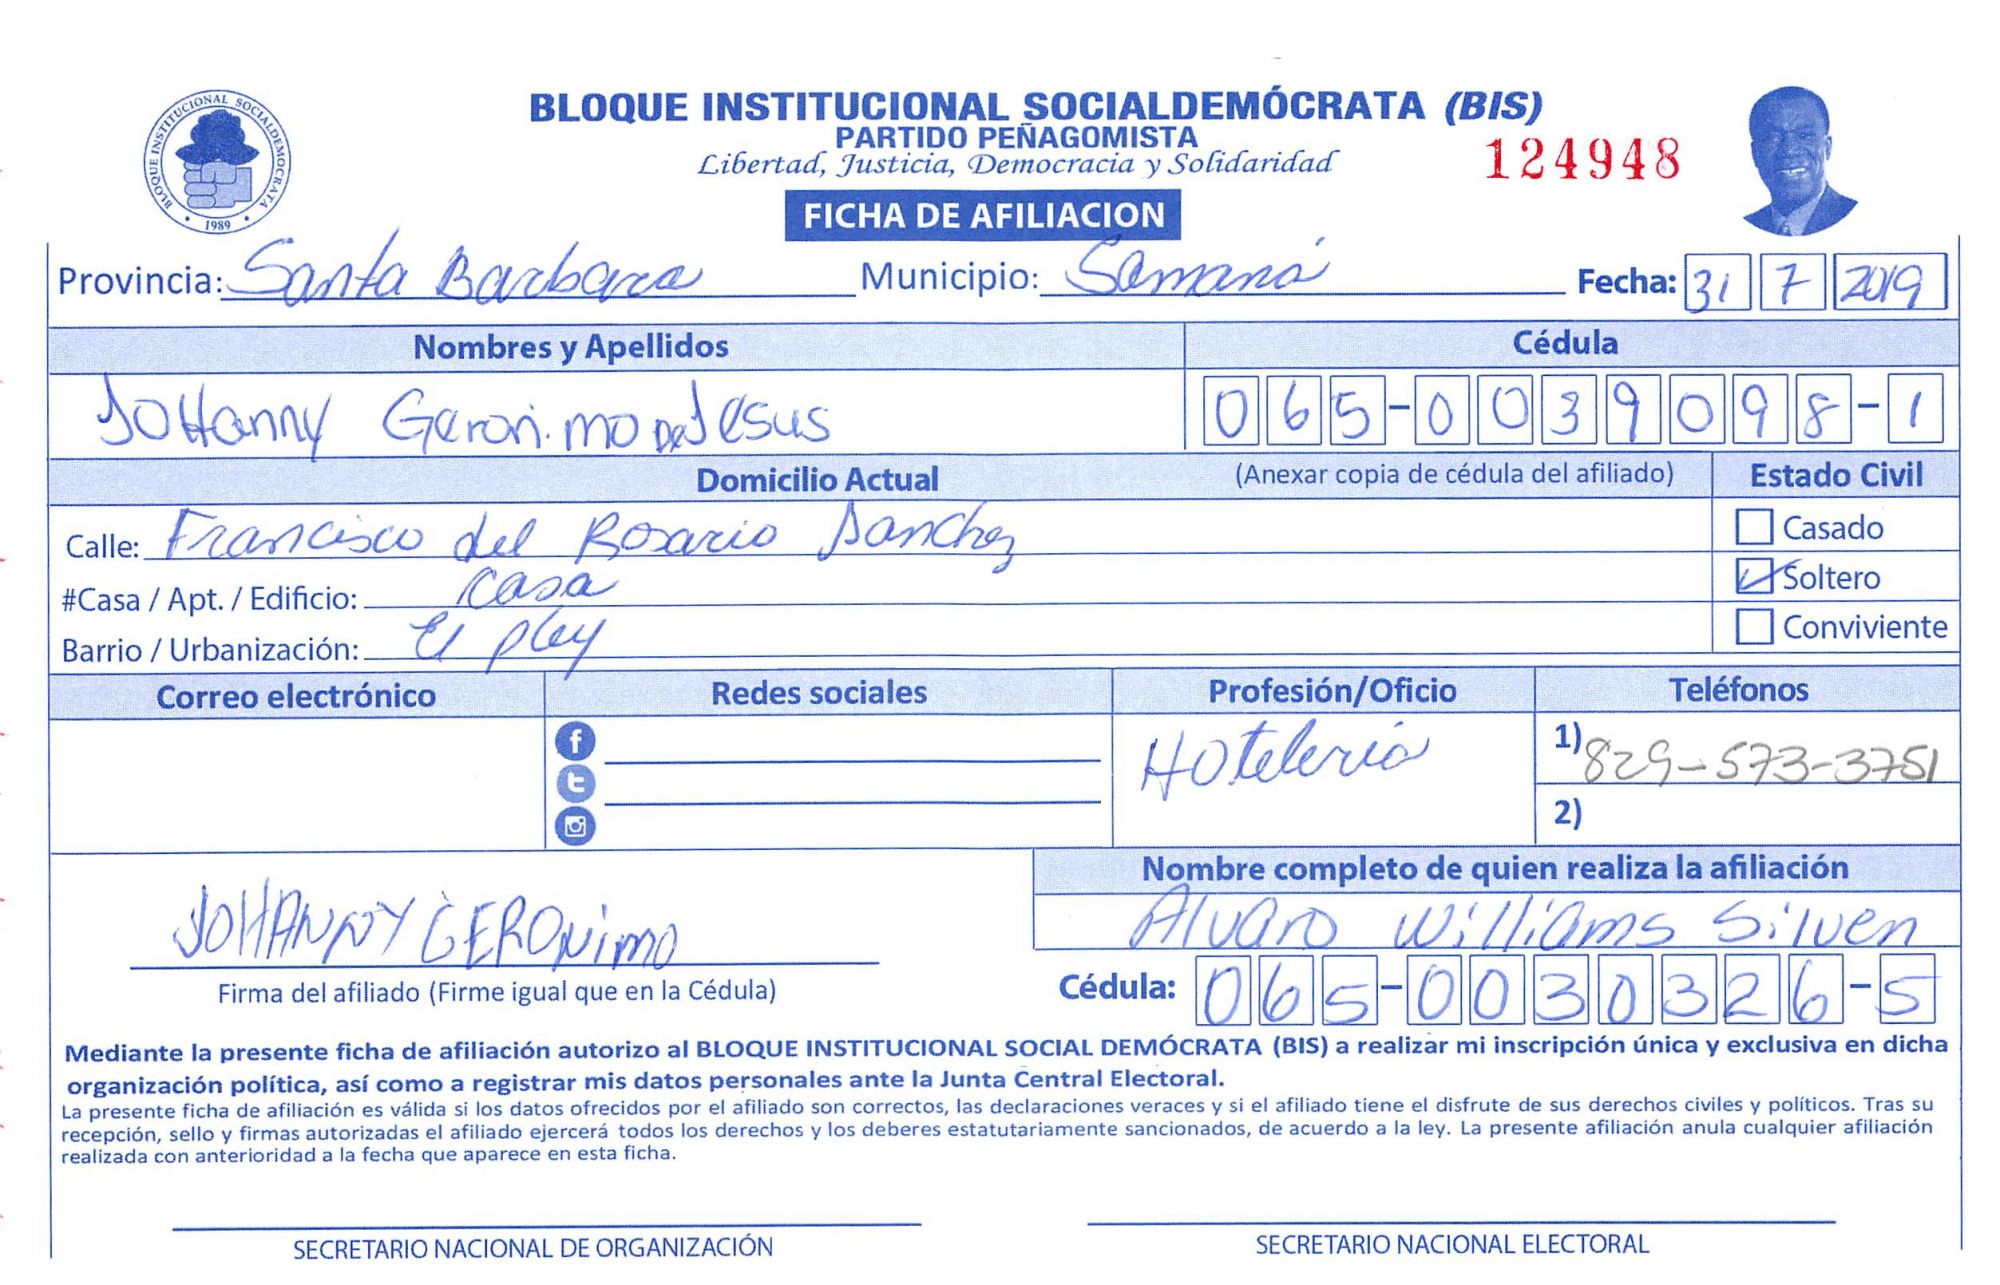 BLOQUE INSTITUCIONAL SOCIALDEMOCRATA
1989
BLOQUE INSTITUCIONAL SOCIALDEMÓCRATA (BIS)
PARTIDO PEÑAGOMISTA
Libertad, Justicia, Democracia y Solidaridad
124948
FICHA DE AFILIACION
Provincia: Santa Barbara Municipio: Samaná Fecha: 31 7 2019
Nombres y Apellidos Cédula
JOHanny Geronimo De Jesus 065-0039098-1
Domicilio Actual (Anexar copia de cédula del afiliado) Estado Civil
Calle: Francisco del Rosario Sanchez Casado
#Casa / Apt. / Edificio: Casa Soltero
Barrio / Urbanización: El pley Conviviente
Correo electrónico Redes sociales Profesión/Oficio Teléfonos
Hoteleria 1) 829-573-3751
2)
Nombre completo de quien realiza la afiliación
JOHANNY GERONimo Alvaro Williams Silven
Firma del afiliado (Firme igual que en la Cédula) Cédula: 065-0030326-5
Mediante la presente ficha de afiliación autorizo al BLOQUE INSTITUCIONAL SOCIAL DEMÓCRATA (BIS) a realizar mi inscripción única y exclusiva en dicha
organización política, así como a registrar mis datos personales ante la Junta Central Electoral.
La presente ficha de afiliación es válida si los datos ofrecidos por el afiliado son correctos, las declaraciones veraces y si el afiliado tiene el disfrute de sus derechos civiles y políticos. Tras su
recepción, sello y firmas autorizadas el afiliado ejercerá todos los derechos y los deberes estatutariamente sancionados, de acuerdo a la ley. La presente afiliación anula cualquier afiliación
realizada con anterioridad a la fecha que aparece en esta ficha.
SECRETARIO NACIONAL DE ORGANIZACIÓN SECRETARIO NACIONAL ELECTORAL